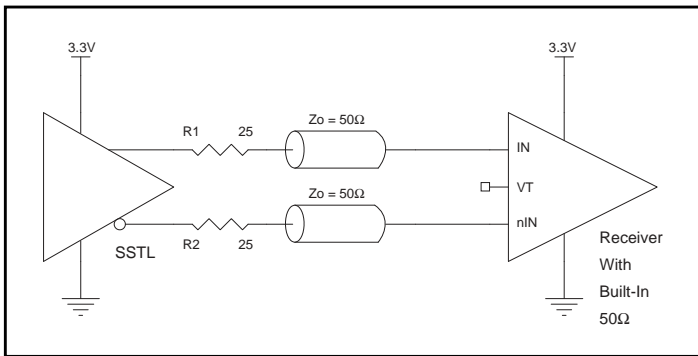 3.3V
3.3V
R1 25
Zo = 50Ω
IN
VT
Zo = 50Ω
nIN
R2 25
SSTL
Receiver
With
Built-In
50Ω